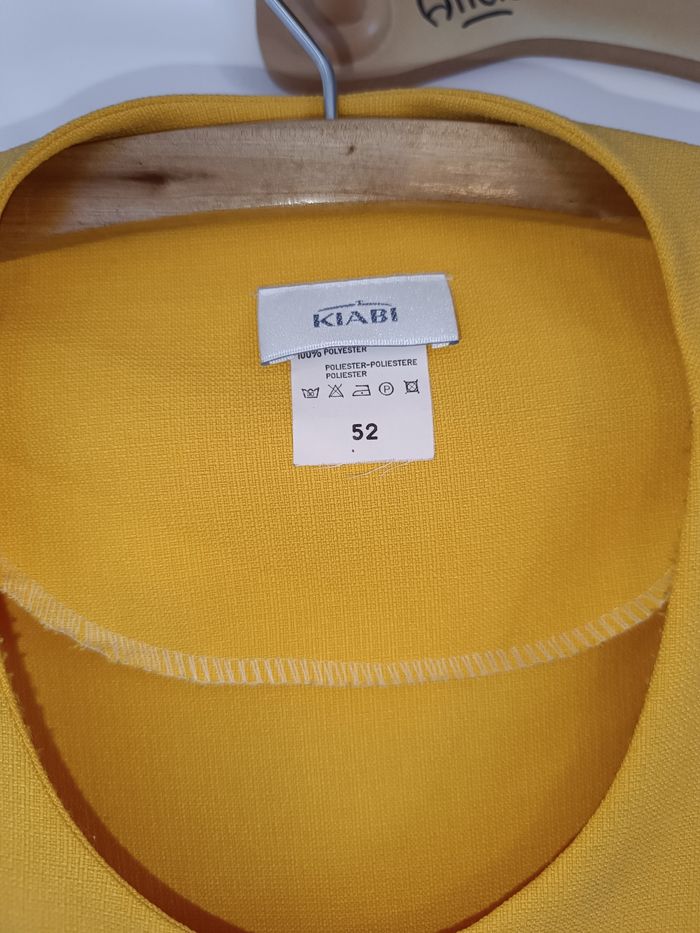 KIABI
100% POLYESTER
POLIESTER-POLIESTERE
POLIESTER
P
52